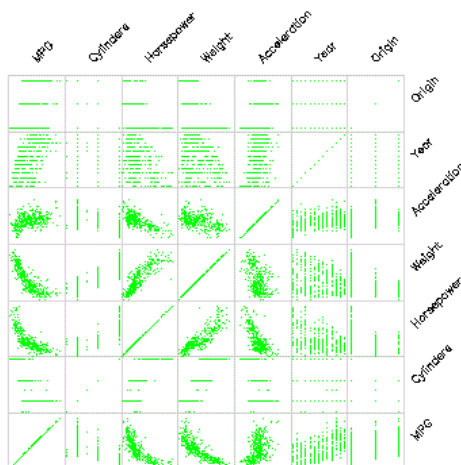 MPG
Cylinders
Horsepower
Weight
Acceleration
Year
Origin
Origin
Year
Acceleration
Weight
Horsepower
Cylinders
MPG